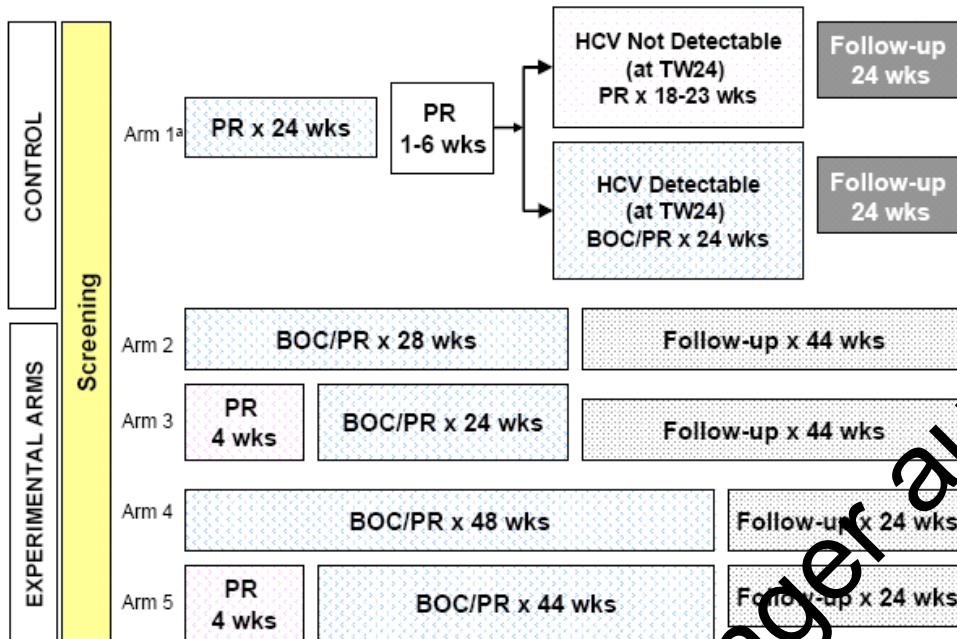 CONTROL
EXPERIMENTAL ARMS
Screening
Arm 1ª
PR x 24 wks
PR
1-6 wks
HCV Not Detectable
(at TW24)
PR x 18-23 wks
Follow-up
24 wks
HCV Detectable
(at TW24)
BOC/PR x 24 wks
Follow-up
24 wks
Arm 2
BOC/PR x 28 wks
Follow-up x 44 wks
Arm 3
PR
4 wks
BOC/PR x 24 wks
Follow-up x 44 wks
Arm 4
BOC/PR x 48 wks
Follow-up x 24 wks
Arm 5
PR
4 wks
BOC/PR x 44 wks
Follow-up x 24 wks